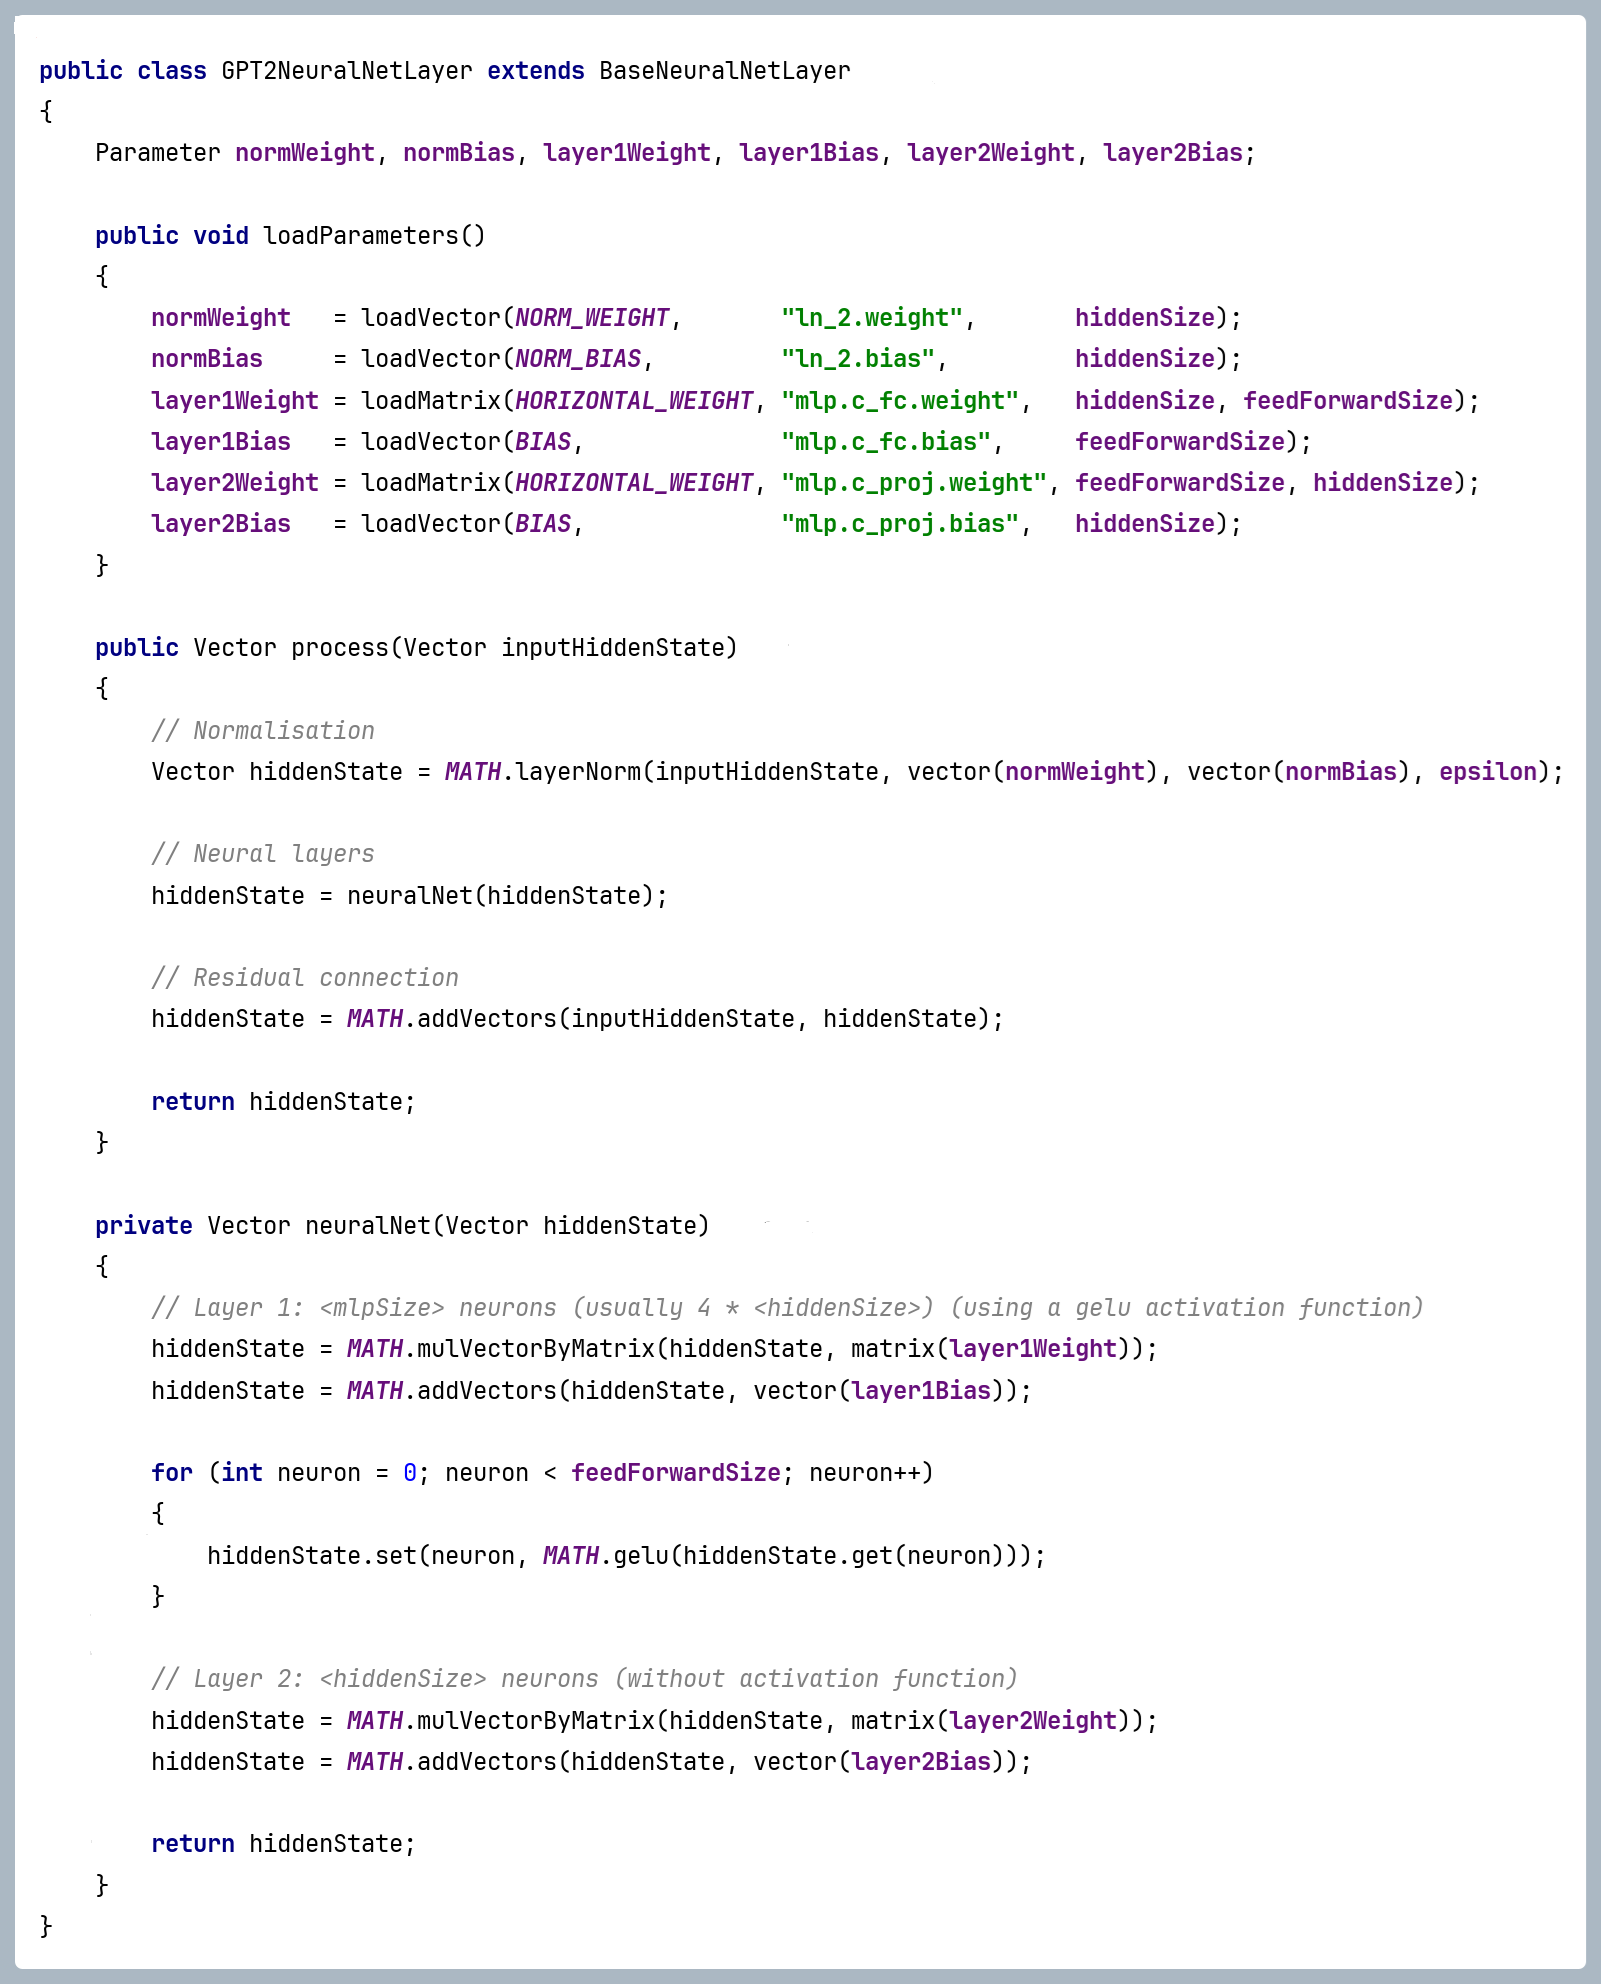 public class GPT2NeuralNetLayer extends BaseNeuralNetLayer
{
    Parameter normWeight, normBias, layer1Weight, layer1Bias, layer2Weight, layer2Bias;

    public void loadParameters()
    {
        normWeight   = loadVector(NORM_WEIGHT,       "ln_2.weight",       hiddenSize);
        normBias     = loadVector(NORM_BIAS,         "ln_2.bias",         hiddenSize);
        layer1Weight = loadMatrix(HORIZONTAL_WEIGHT, "mlp.c_fc.weight",   hiddenSize, feedForwardSize);
        layer1Bias   = loadVector(BIAS,              "mlp.c_fc.bias",     feedForwardSize);
        layer2Weight = loadMatrix(HORIZONTAL_WEIGHT, "mlp.c_proj.weight", feedForwardSize, hiddenSize);
        layer2Bias   = loadVector(BIAS,              "mlp.c_proj.bias",   hiddenSize);
    }

    public Vector process(Vector inputHiddenState)
    {
        // Normalisation
        Vector hiddenState = MATH.layerNorm(inputHiddenState, vector(normWeight), vector(normBias), epsilon);

        // Neural layers
        hiddenState = neuralNet(hiddenState);

        // Residual connection
        hiddenState = MATH.addVectors(inputHiddenState, hiddenState);

        return hiddenState;
    }

    private Vector neuralNet(Vector hiddenState)
    {
        // Layer 1: <mlpSize> neurons (usually 4 * <hiddenSize>) (using a gelu activation function)
        hiddenState = MATH.mulVectorByMatrix(hiddenState, matrix(layer1Weight));
        hiddenState = MATH.addVectors(hiddenState, vector(layer1Bias));

        for (int neuron = 0; neuron < feedForwardSize; neuron++)
        {
            hiddenState.set(neuron, MATH.gelu(hiddenState.get(neuron)));
        }

        // Layer 2: <hiddenSize> neurons (without activation function)
        hiddenState = MATH.mulVectorByMatrix(hiddenState, matrix(layer2Weight));
        hiddenState = MATH.addVectors(hiddenState, vector(layer2Bias));

        return hiddenState;
    }
}